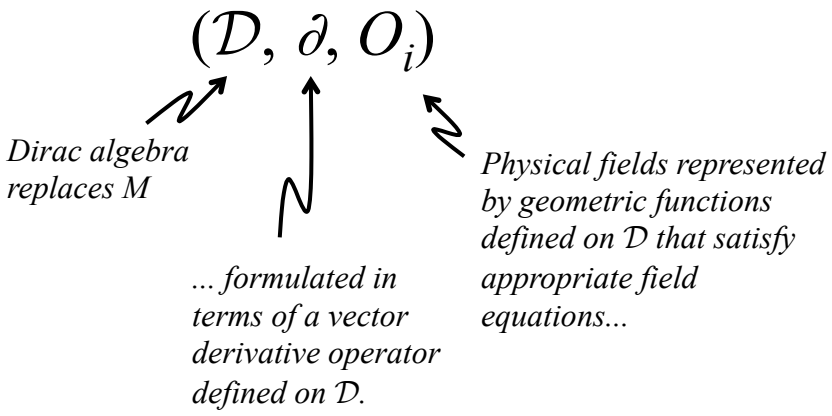 (𝒟, ∂, Oᵢ)
Dirac algebra
replaces M
Physical fields represented
by geometric functions
defined on 𝒟 that satisfy
appropriate field
equations...
... formulated in
terms of a vector
derivative operator
defined on 𝒟.